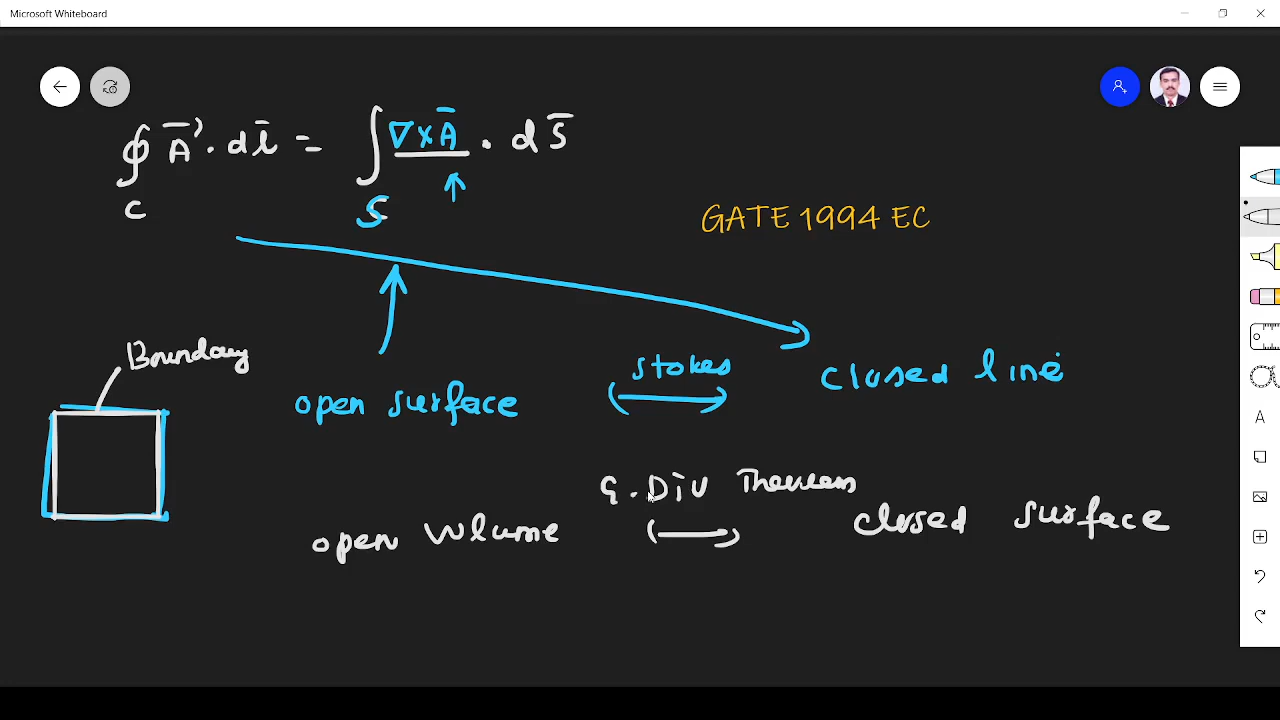 Microsoft Whiteboard
∮ Ā · dl̄ = ∫ ∇×Ā · dS̄
C S
GATE 1994 EC
Boundary
open surface stokes closed line
G. Div Theorem
open volume closed surface
A